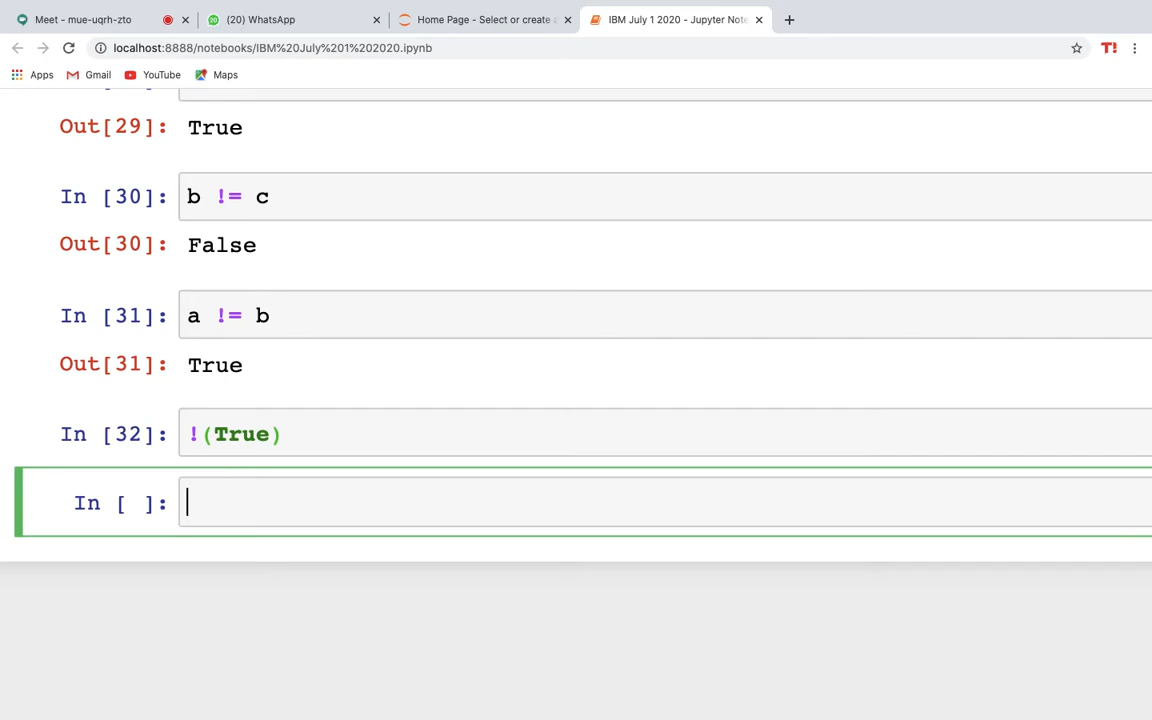 Meet - mue-uqrh-zto
(20) WhatsApp
Home Page - Select or create
IBM July 1 2020 - Jupyter Note
localhost:8888/notebooks/IBM%20July%201%202020.ipynb
T!
Apps
Gmail
YouTube
Maps
Out[29]: True
In [30]: b != c
Out[30]: False
In [31]: a != b
Out[31]: True
In [32]: !(True)
In [ ]: